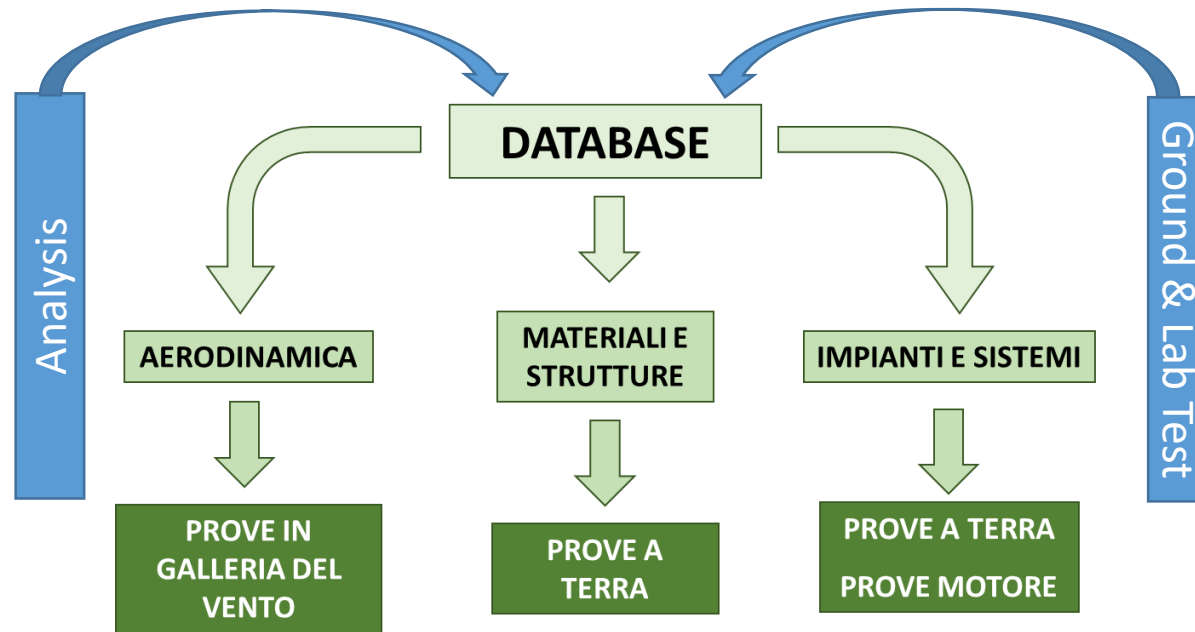 DATABASE
Analysis
Ground & Lab Test
AERODINAMICA
MATERIALI E
STRUTTURE
IMPIANTI E SISTEMI
PROVE IN
GALLERIA DEL
VENTO
PROVE A
TERRA
PROVE A TERRA
PROVE MOTORE